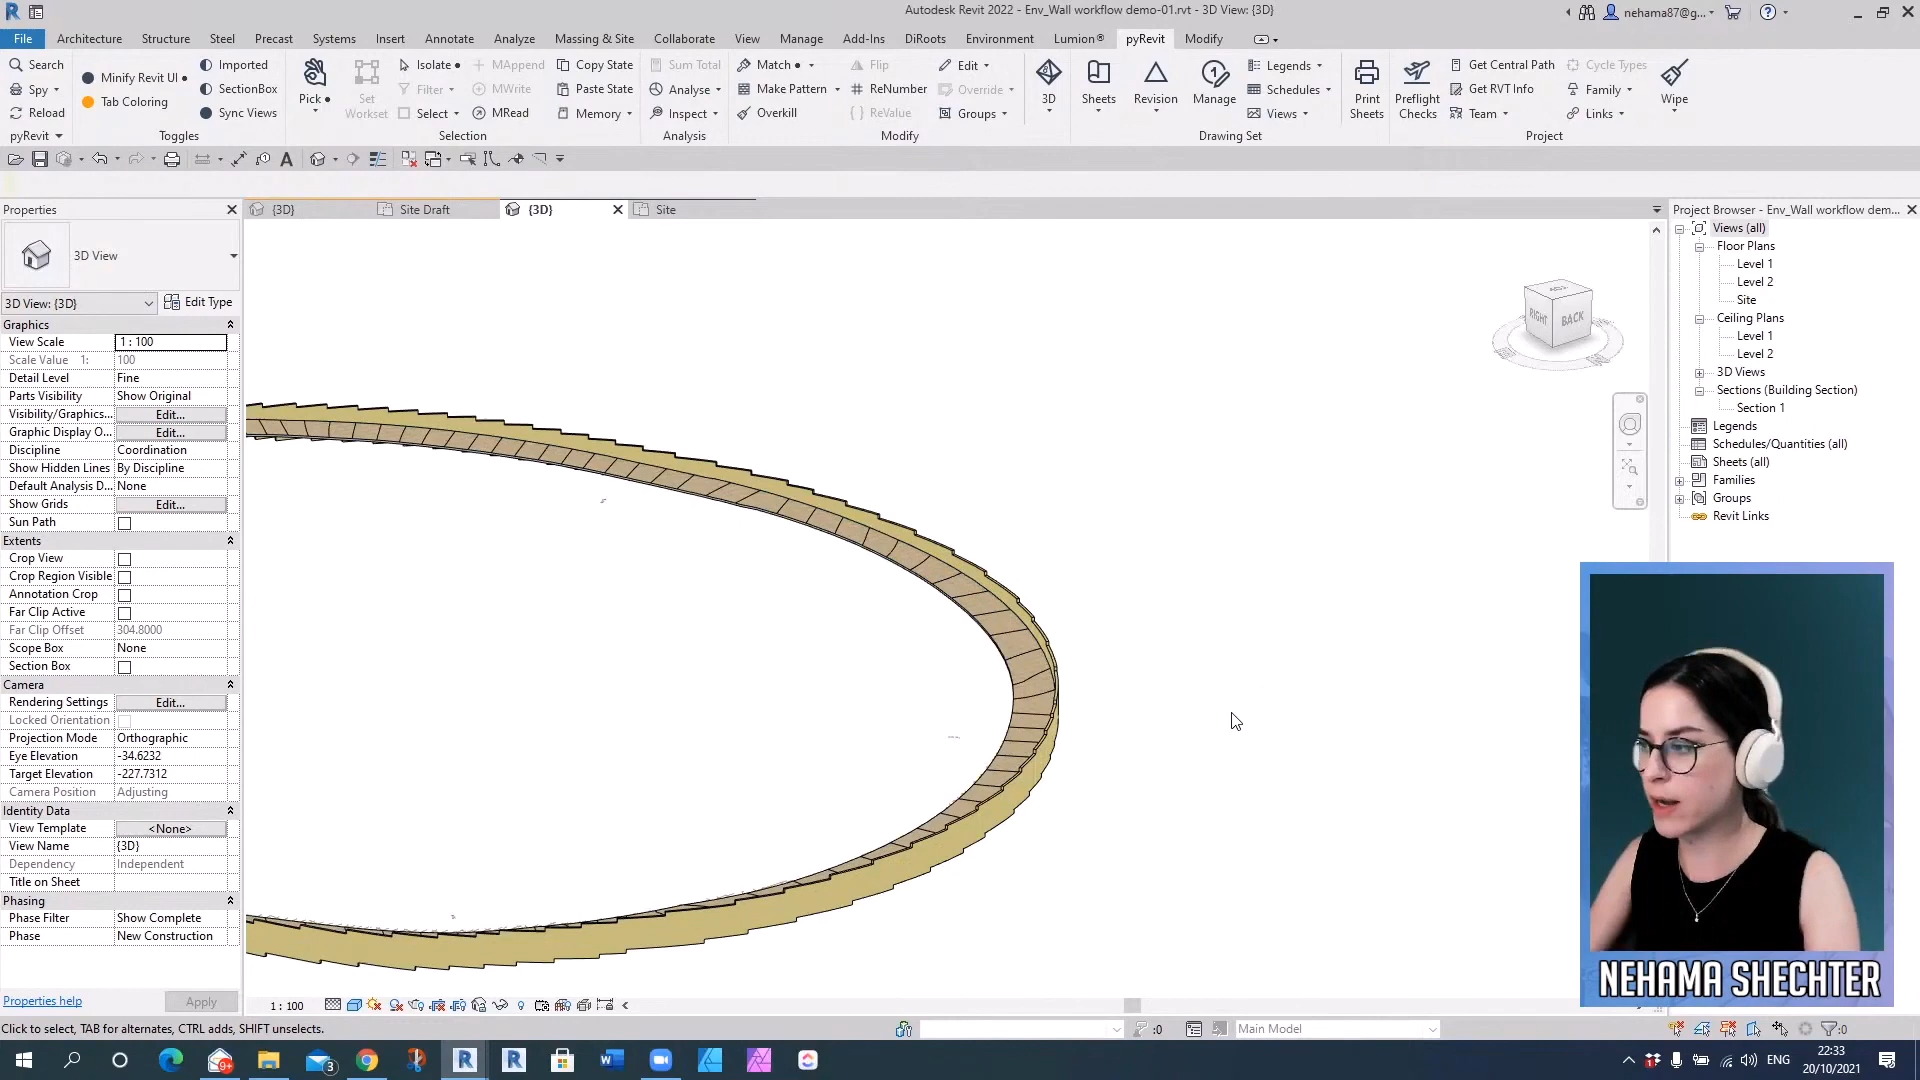 Autodesk Revit 2022 - Env_Wall workflow demo-01.rvt - 3D View: {3D}
nehama87@g...
File Architecture Structure Steel Precast Systems Insert Annotate Analyze Massing & Site Collaborate View Manage Add-Ins DiRoots Environment Lumion® pyRevit Modify
Search Minify Revit UI Imported Isolate MAppend Copy State Sum Total Match Flip Edit Legends Get Central Path Cycle Types
Spy Tab Coloring SectionBox Filter MWrite Paste State Analyse Make Pattern ReNumber Override Schedules Get RVT Info Family
Reload Sync Views Pick Set Workset Select MRead Memory Inspect Overkill ReValue Groups 3D Sheets Revision Manage Views Print Sheets Preflight Checks Team Links Wipe
pyRevit Toggles Selection Analysis Modify Drawing Set Project
Properties
{3D} Site Draft {3D} Site
Project Browser - Env_Wall workflow dem...
3D View
3D View: {3D} Edit Type
Graphics
View Scale 1 : 100
Scale Value 1: 100
Detail Level Fine
Parts Visibility Show Original
Visibility/Graphics... Edit...
Graphic Display O... Edit...
Discipline Coordination
Show Hidden Lines By Discipline
Default Analysis D... None
Show Grids Edit...
Sun Path
Extents
Crop View
Crop Region Visible
Annotation Crop
Far Clip Active
Far Clip Offset 304.8000
Scope Box None
Section Box
Camera
Rendering Settings Edit...
Locked Orientation
Projection Mode Orthographic
Eye Elevation -34.6232
Target Elevation -227.7312
Camera Position Adjusting
Identity Data
View Template <None>
View Name {3D}
Dependency Independent
Title on Sheet
Phasing
Phase Filter Show Complete
Phase New Construction
Properties help Apply
RIGHT BACK
Views (all)
Floor Plans
Level 1
Level 2
Site
Ceiling Plans
Level 1
Level 2
3D Views
Sections (Building Section)
Section 1
Legends
Schedules/Quantities (all)
Sheets (all)
Families
Groups
Revit Links
NEHAMA SHECHTER
1 : 100
Click to select, TAB for alternates, CTRL adds, SHIFT unselects.
:0 Main Model :0
ENG
22:33
20/10/2021